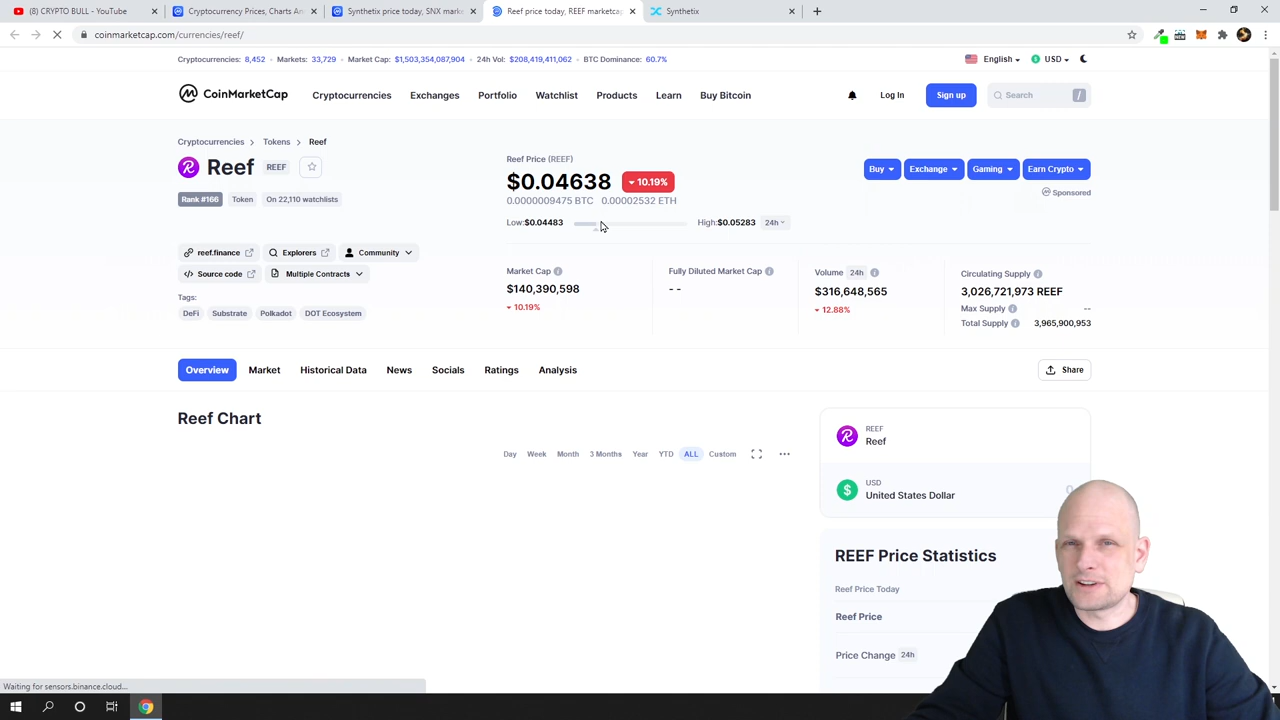 (8) CRYPTO BULL - YouTube
Cryptocurrency Prices, Charts An
Synthetix price today, SNX mark
Reef price today, REEF marketcap
Synthetix
coinmarketcap.com/currencies/reef/
Cryptocurrencies: 8,452 Markets: 33,729 Market Cap: $1,503,354,087,904 24h Vol: $208,419,411,062 BTC Dominance: 60.7%
English USD
CoinMarketCap
Cryptocurrencies Exchanges Portfolio Watchlist Products Learn Buy Bitcoin
Log In Sign up Search /
Cryptocurrencies Tokens Reef
Reef REEF
Rank #166 Token On 22,110 watchlists
Reef Price (REEF)
$0.04638 10.19%
0.0000009475 BTC 0.00002532 ETH
Low:$0.04483 High:$0.05283 24h
Buy Exchange Gaming Earn Crypto
Sponsored
reef.finance Explorers Community
Source code Multiple Contracts
Tags:
DeFi Substrate Polkadot DOT Ecosystem
Market Cap
$140,390,598
10.19%
Fully Diluted Market Cap
- -
Volume 24h
$316,648,565
12.88%
Circulating Supply
3,026,721,973 REEF
Max Supply --
Total Supply 3,965,900,953
Overview Market Historical Data News Socials Ratings Analysis
Share
Reef Chart
Day Week Month 3 Months Year YTD ALL Custom
REEF
Reef
USD
United States Dollar
REEF Price Statistics
Reef Price Today
Reef Price
Price Change 24h
Waiting for sensors.binance.cloud...